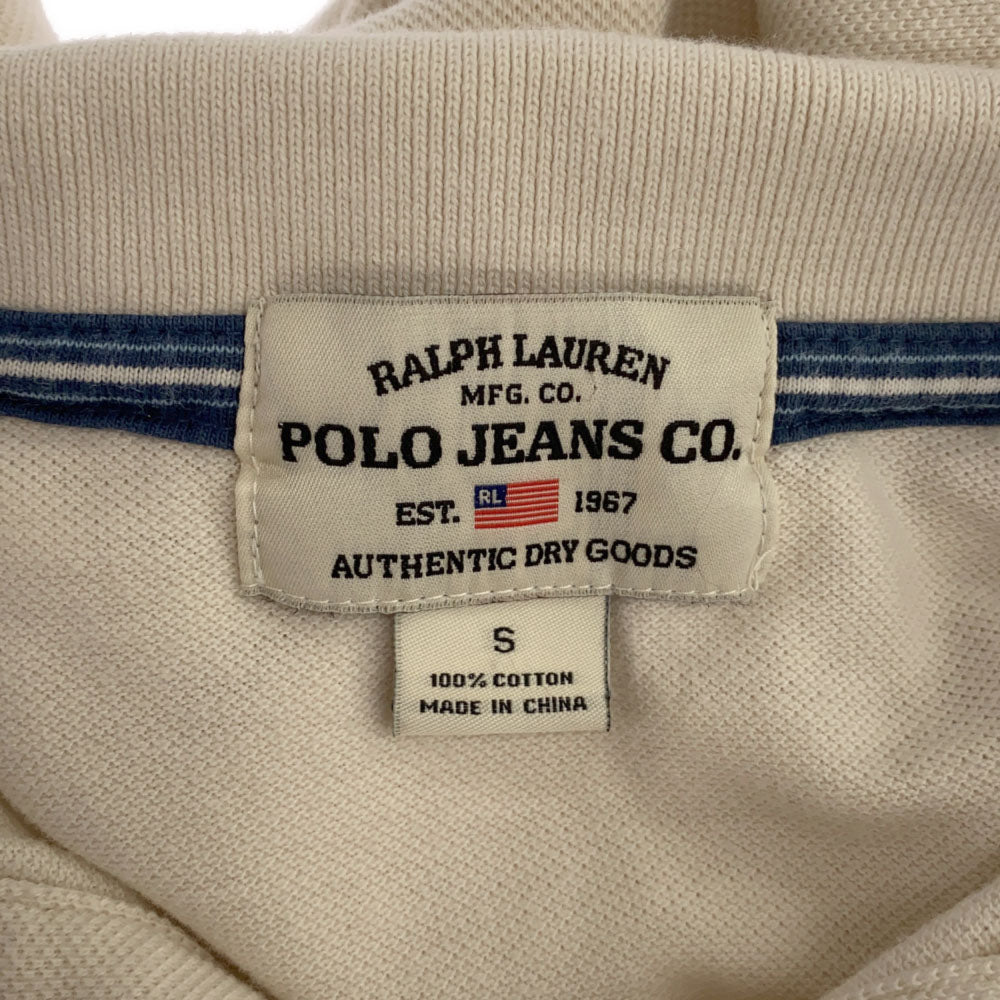 RALPH LAUREN
MFG. CO.
POLO JEANS CO.
EST. RL 1967
AUTHENTIC DRY GOODS
S
100% COTTON
MADE IN CHINA